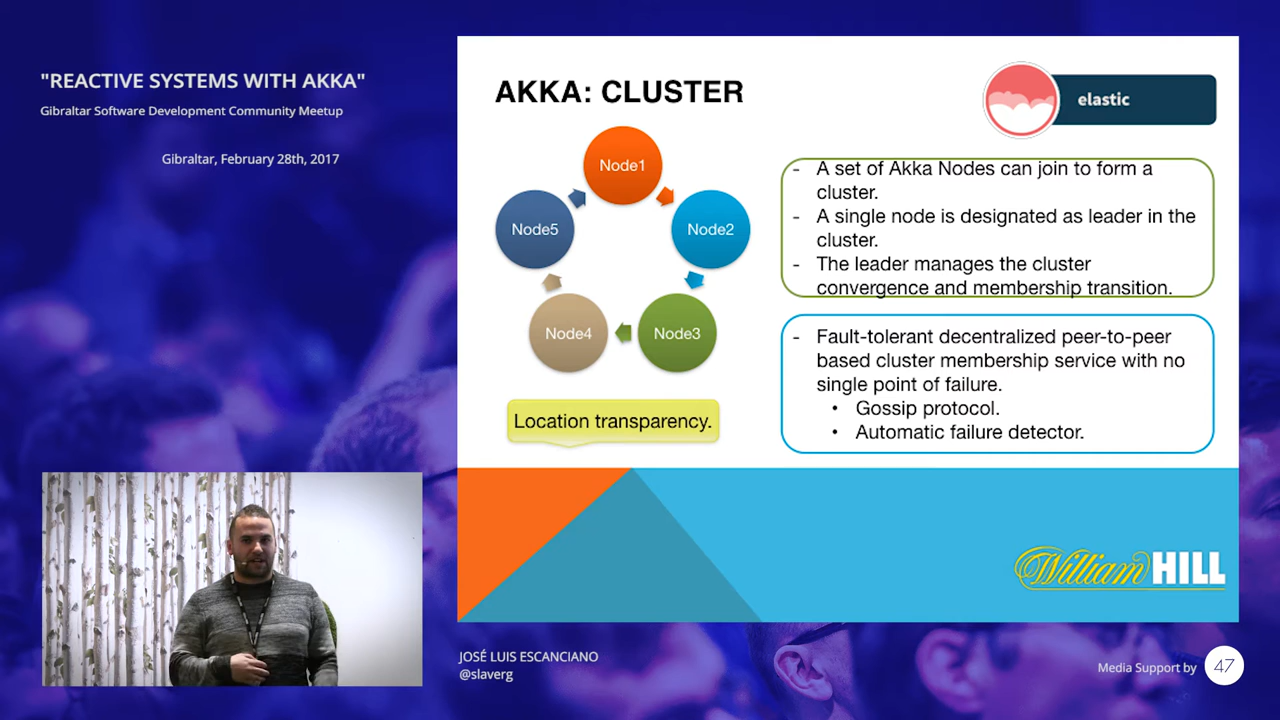 "REACTIVE SYSTEMS WITH AKKA"
Gibraltar Software Development Community Meetup
Gibraltar, February 28th, 2017
AKKA: CLUSTER
elastic
Node1
Node2
Node3
Node4
Node5
Location transparency.
- A set of Akka Nodes can join to form a
cluster.
- A single node is designated as leader in the
cluster.
- The leader manages the cluster
convergence and membership transition.
- Fault-tolerant decentralized peer-to-peer
based cluster membership service with no
single point of failure.
• Gossip protocol.
• Automatic failure detector.
William HILL
JOSÉ LUIS ESCANCIANO
@slaverg
Media Support by
47